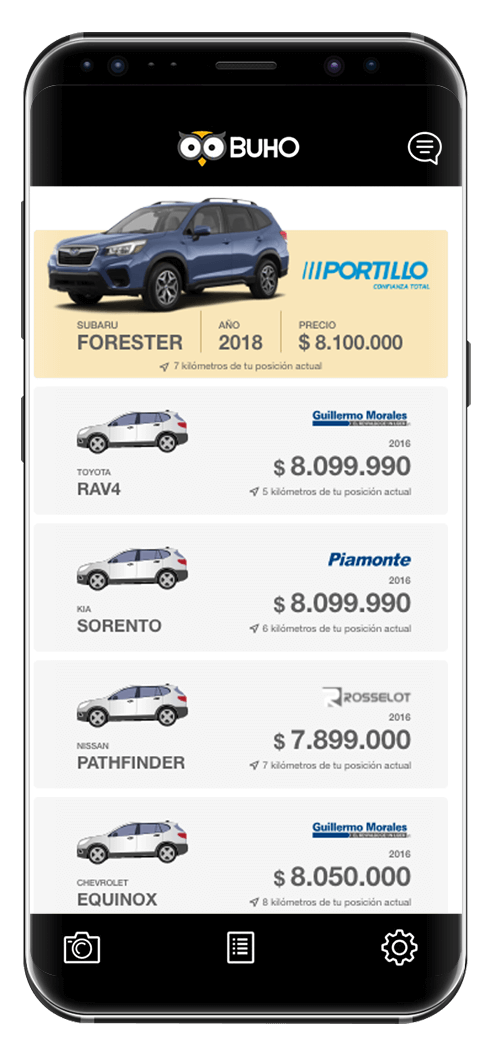 BUHO
PORTILLO
CONFIANZA TOTAL
SUBARU
FORESTER
AÑO
2018
PRECIO
$ 8.100.000
7 kilómetros de tu posición actual
Guillermo Morales
2016
$ 8.099.990
TOYOTA
RAV4
5 kilómetros de tu posición actual
Piamonte
2016
$ 8.099.990
KIA
SORENTO
6 kilómetros de tu posición actual
ROSSELOT
2016
$ 7.899.000
NISSAN
PATHFINDER
7 kilómetros de tu posición actual
Guillermo Morales
2016
$ 8.050.000
CHEVROLET
EQUINOX
8 kilómetros de tu posición actual